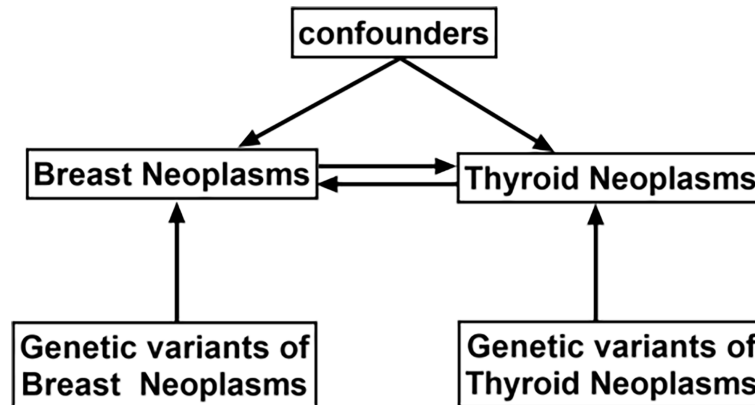 confounders
Breast Neoplasms
Thyroid Neoplasms
Genetic variants of
Breast Neoplasms
Genetic variants of
Thyroid Neoplasms